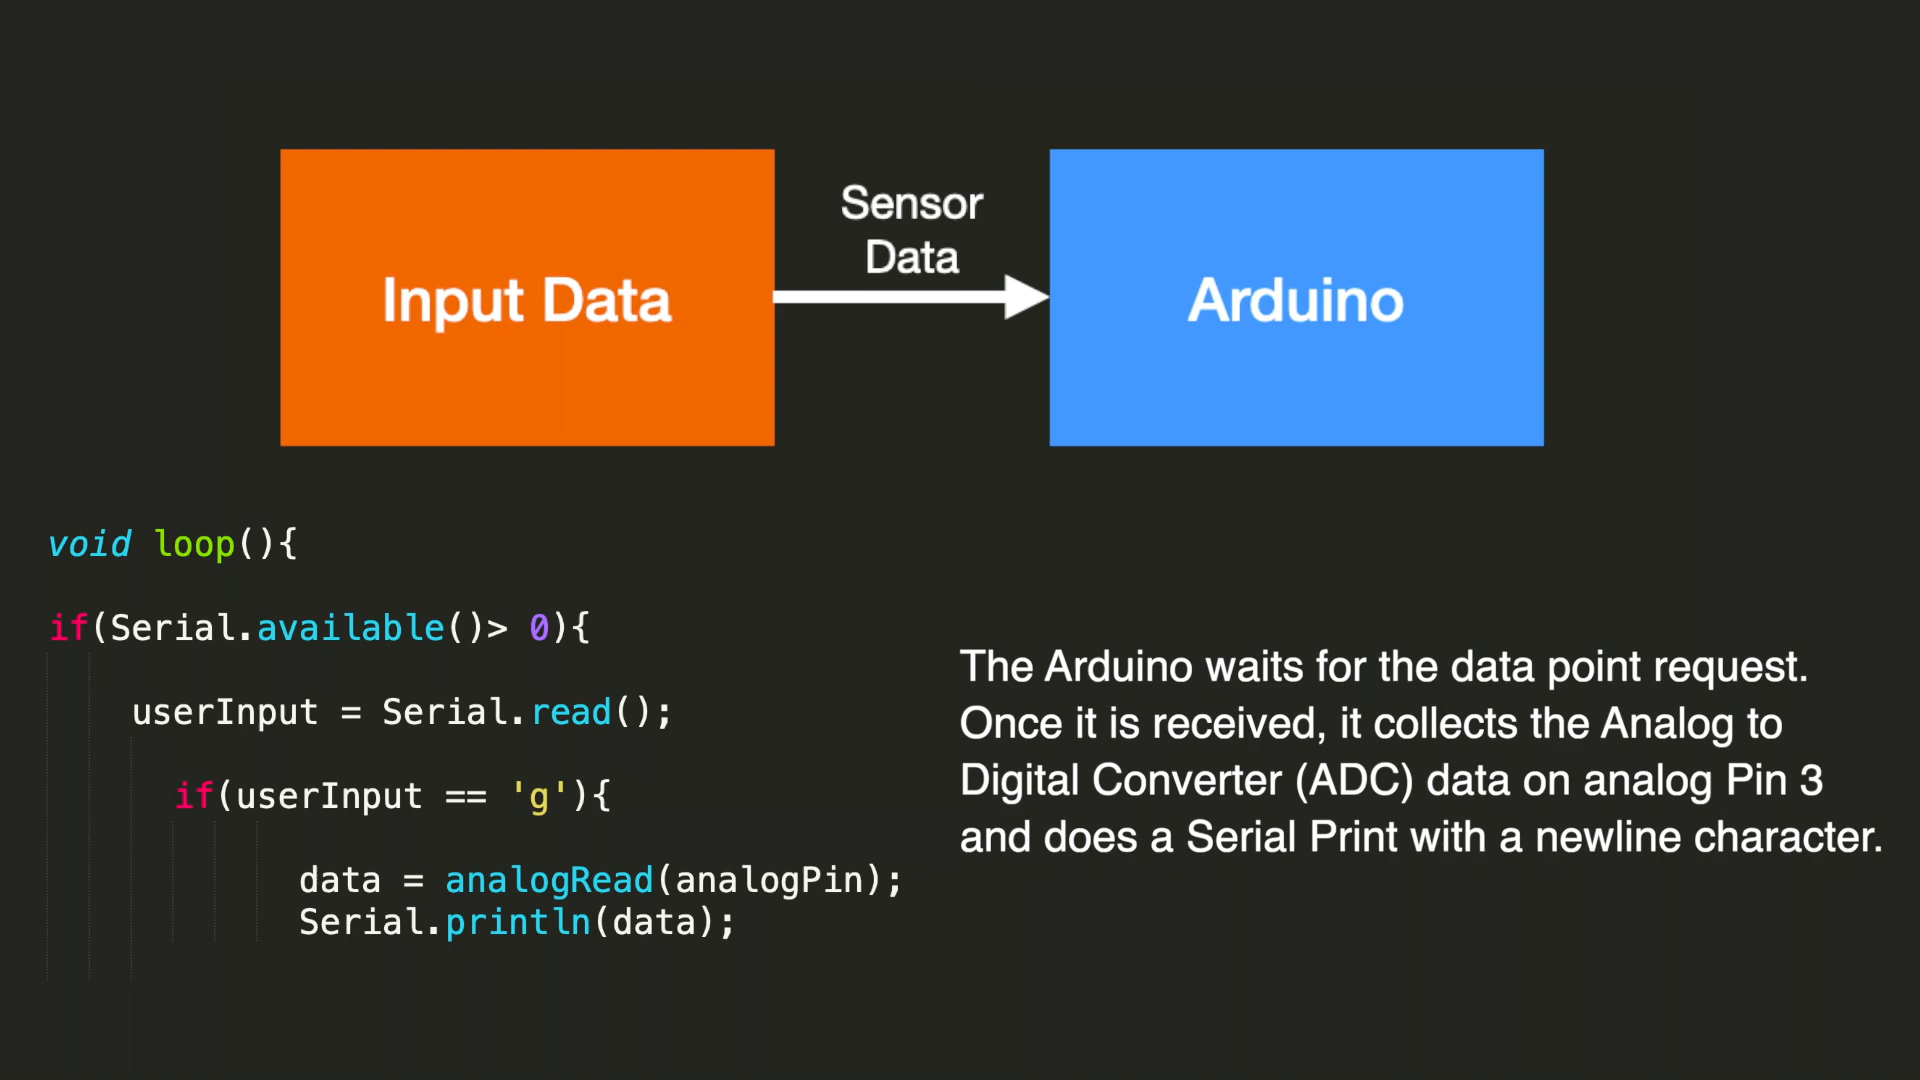 Input Data
Sensor
Data
Arduino
void loop(){
if(Serial.available()> 0){
userInput = Serial.read();
if(userInput == 'g'){
data = analogRead(analogPin);
Serial.println(data);
The Arduino waits for the data point request.
Once it is received, it collects the Analog to
Digital Converter (ADC) data on analog Pin 3
and does a Serial Print with a newline character.